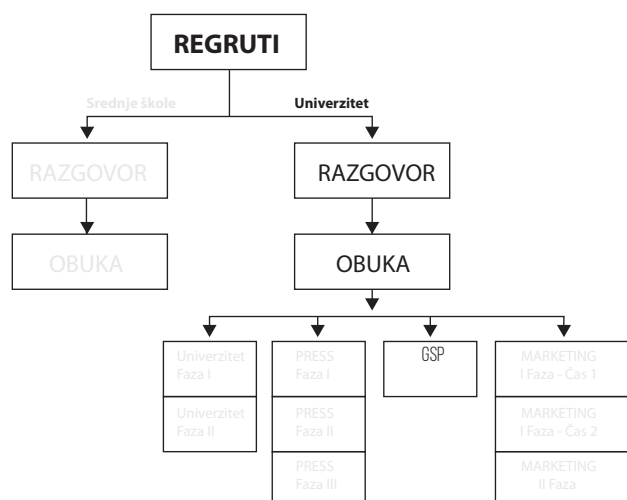 REGRUTI
Srednje škole
Univerzitet
RAZGOVOR
RAZGOVOR
OBUKA
OBUKA
Univerzitet
Faza I
Univerzitet
Faza II
PRESS
Faza I
PRESS
Faza II
PRESS
Faza III
GSP
MARKETING
I Faza - Čas 1
MARKETING
I Faza - Čas 2
MARKETING
II Faza